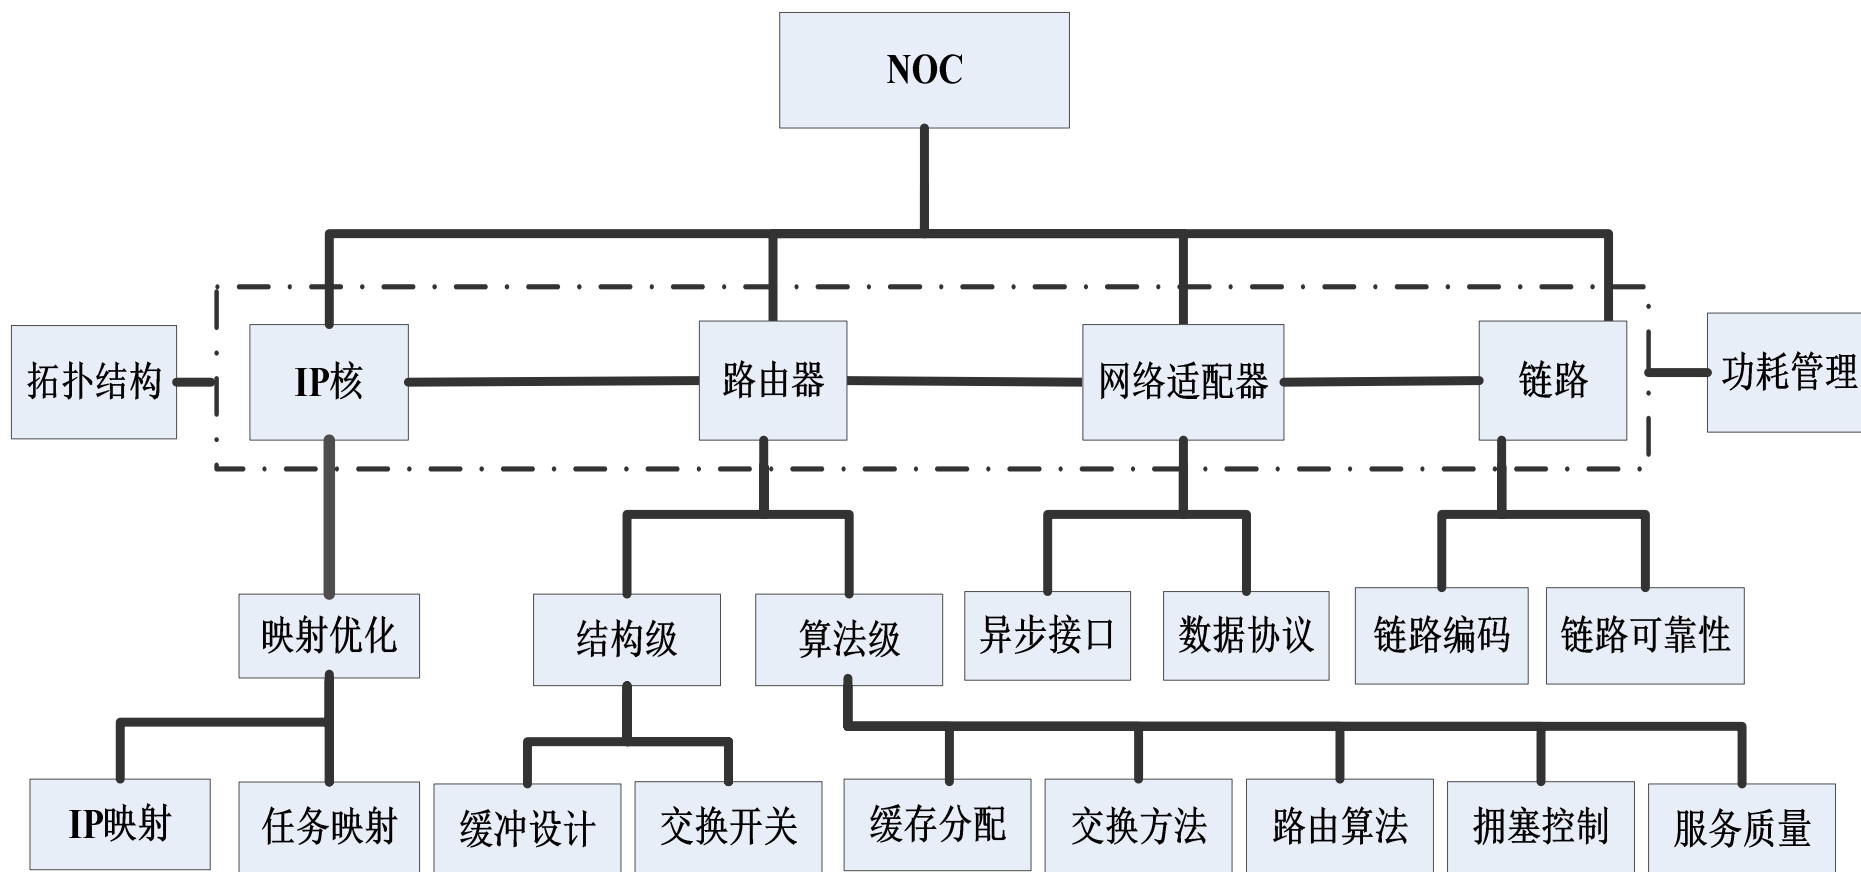 NOC
拓扑结构
IP核
路由器
网络适配器
链路
功耗管理
映射优化
结构级
算法级
异步接口
数据协议
链路编码
链路可靠性
IP映射
任务映射
缓冲设计
交换开关
缓存分配
交换方法
路由算法
拥塞控制
服务质量